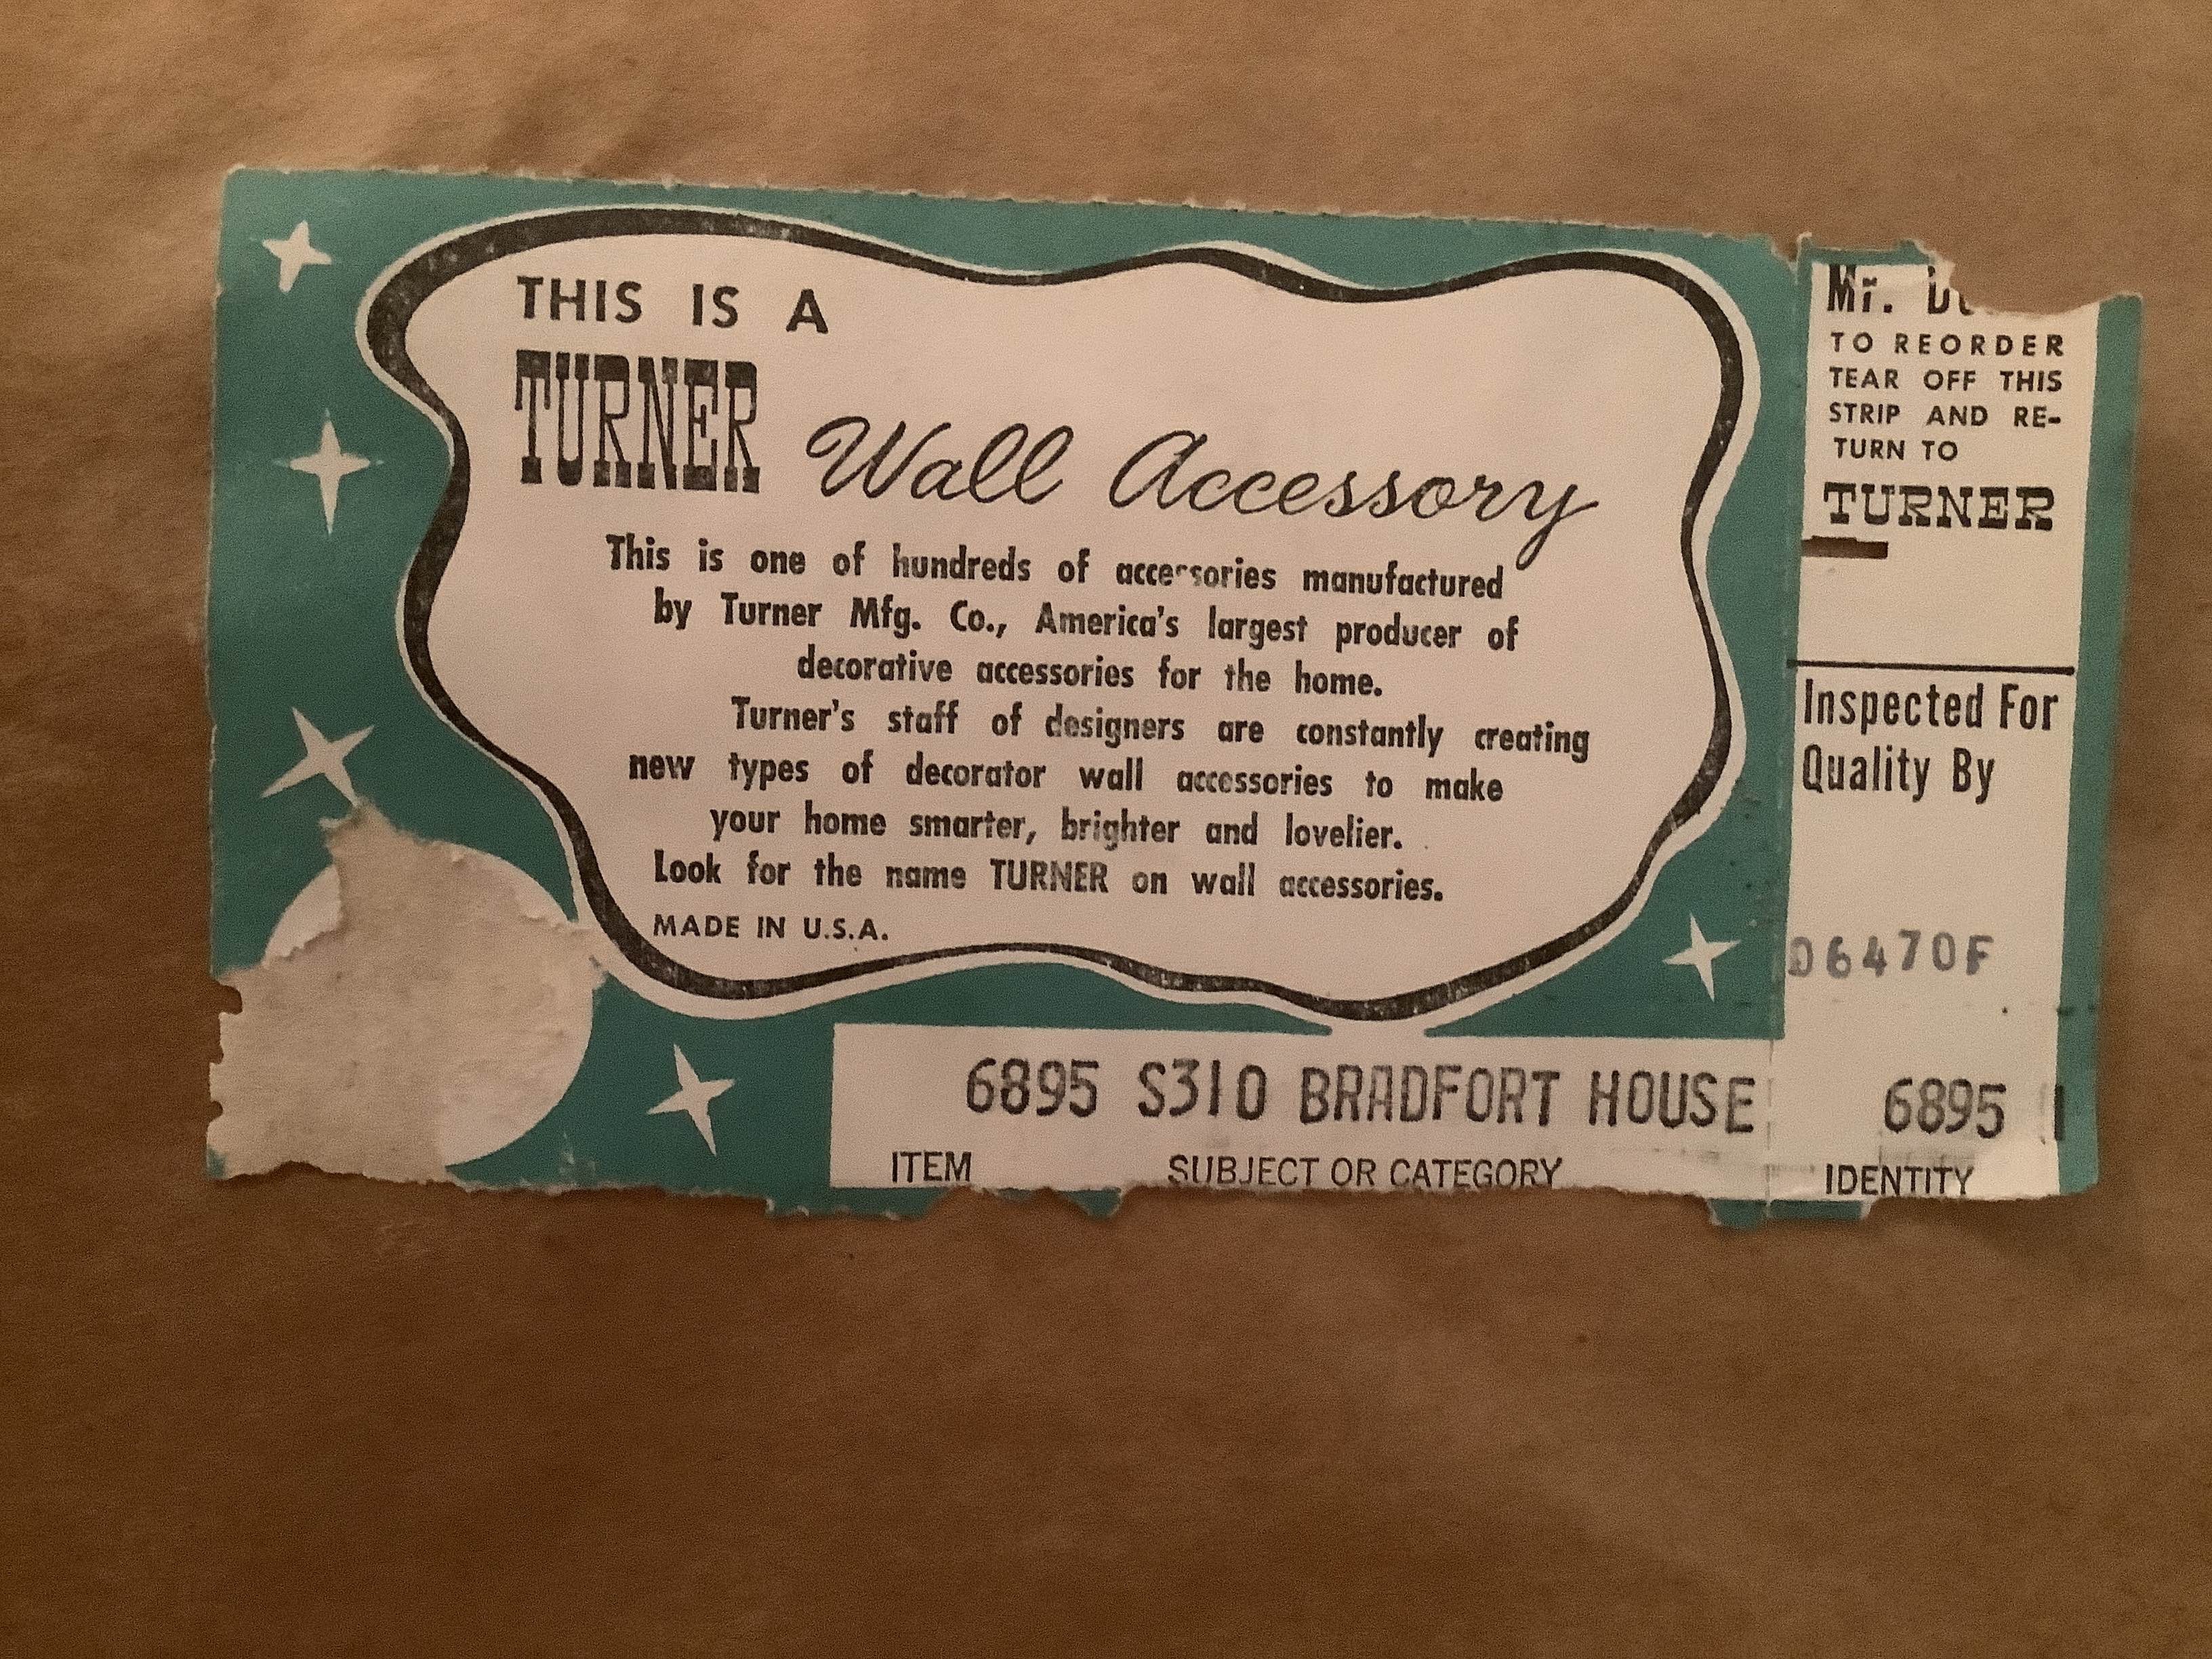 THIS IS A
TURNER Wall Accessory
This is one of hundreds of accessories manufactured
by Turner Mfg. Co., America's largest producer of
decorative accessories for the home.
Turner's staff of designers are constantly creating
new types of decorator wall accessories to make
your home smarter, brighter and lovelier.
Look for the name TURNER on wall accessories.
MADE IN U.S.A.
6895 S310 BRADFORT HOUSE
ITEM SUBJECT OR CATEGORY
Mr.
TO REORDER
TEAR OFF THIS
STRIP AND RE-
TURN TO
TURNER
Inspected For
Quality By
06470F
6895
IDENTITY